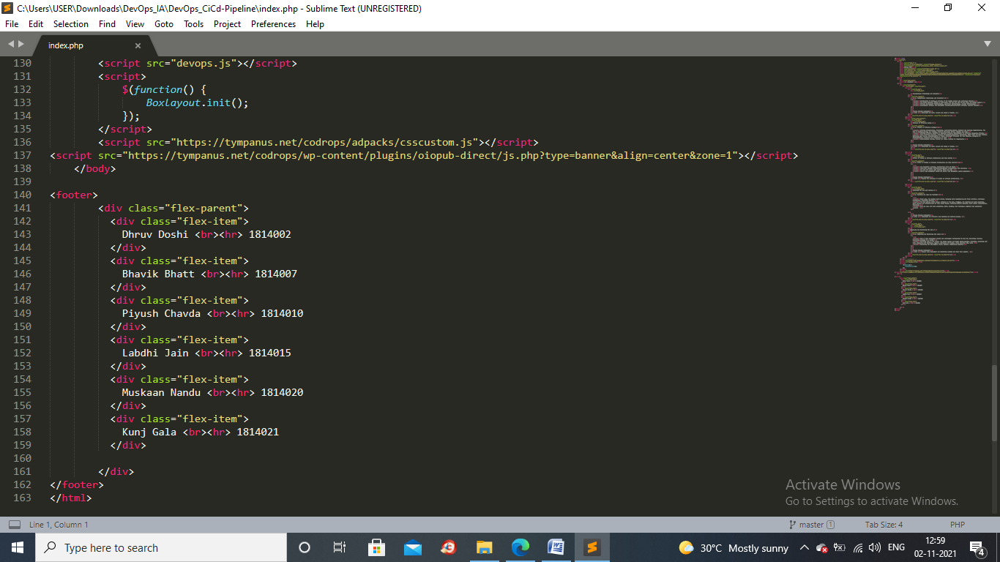 C:\Users\USER\Downloads\DevOps_IA\DevOps_CiCd-Pipeline\index.php - Sublime Text (UNREGISTERED)
File Edit Selection Find View Goto Tools Project Preferences Help
index.php
130 <script src="devops.js"></script>
131 <script>
132 $(function() {
133 Boxlayout.init();
134 });
135 </script>
136 <script src="https://tympanus.net/codrops/adpacks/csscustom.js"></script>
137 <script src="https://tympanus.net/codrops/wp-content/plugins/oiopub-direct/js.php?type=banner&align=center&zone=1"></script>
138 </body>
139
140 <footer>
141 <div class="flex-parent">
142 <div class="flex-item">
143 Dhruv Doshi <br><hr> 1814002
144 </div>
145 <div class="flex-item">
146 Bhavik Bhatt <br><hr> 1814007
147 </div>
148 <div class="flex-item">
149 Piyush Chavda <br><hr> 1814010
150 </div>
151 <div class="flex-item">
152 Labdhi Jain <br><hr> 1814015
153 </div>
154 <div class="flex-item">
155 Muskaan Nandu <br><hr> 1814020
156 </div>
157 <div class="flex-item">
158 Kunj Gala <br><hr> 1814021
159 </div>
160
161 </div>
162 </footer>
163 </html>
Activate Windows
Go to Settings to activate Windows.
Line 1, Column 1 master 1 Tab Size: 4 PHP
Type here to search 30°C Mostly sunny ENG 12:59
02-11-2021 4